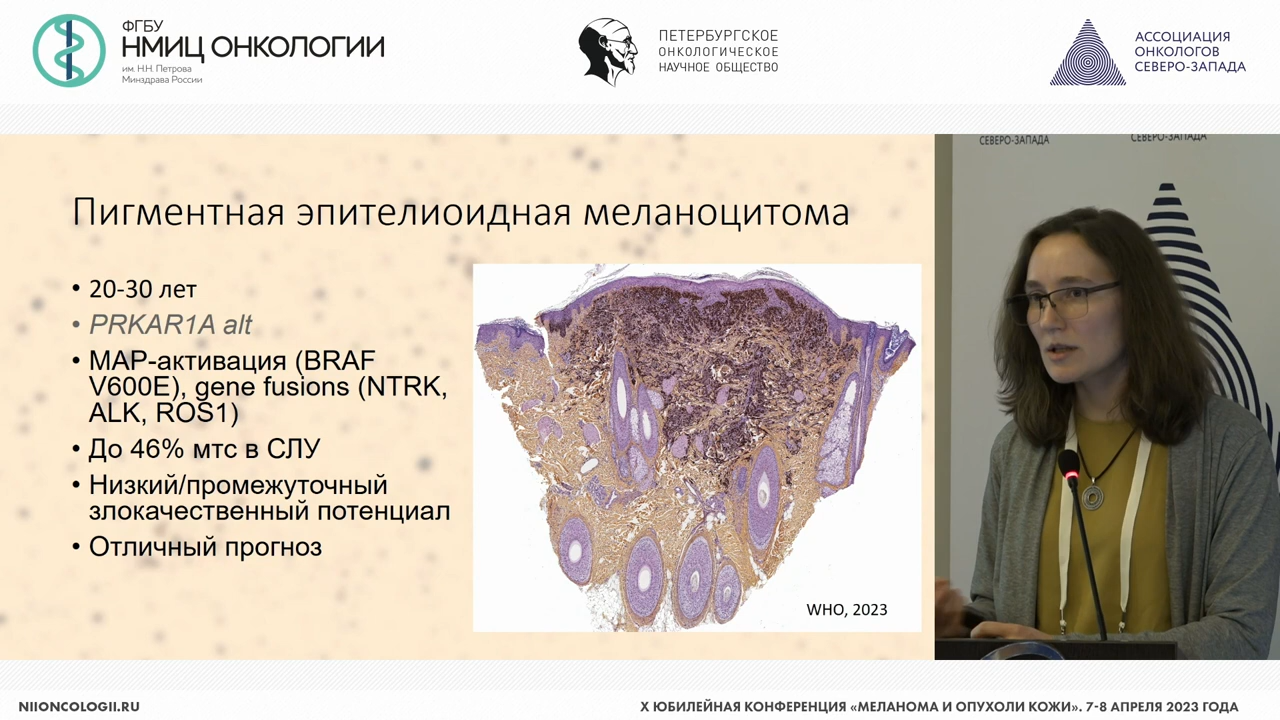 ФГБУ
НМИЦ ОНКОЛОГИИ
им. Н.Н. Петрова
Минздрава России
ПЕТЕРБУРГСКОЕ
ОНКОЛОГИЧЕСКОЕ
НАУЧНОЕ ОБЩЕСТВО
АССОЦИАЦИЯ
ОНКОЛОГОВ
СЕВЕРО-ЗАПАДА
СЕВЕРО-ЗАПАДА
СЕВЕРО-ЗАПАДА
Пигментная эпителиоидная меланоцитома
• 20-30 лет
• PRKAR1A alt
• МАР-активация (BRAF
V600E), gene fusions (NTRK,
ALK, ROS1)
• До 46% мтс в СЛУ
• Низкий/промежуточный
злокачественный потенциал
• Отличный прогноз
WHO, 2023
NIIONCOLOGII.RU
X ЮБИЛЕЙНАЯ КОНФЕРЕНЦИЯ «МЕЛАНОМА И ОПУХОЛИ КОЖИ». 7-8 АПРЕЛЯ 2023 ГОДА